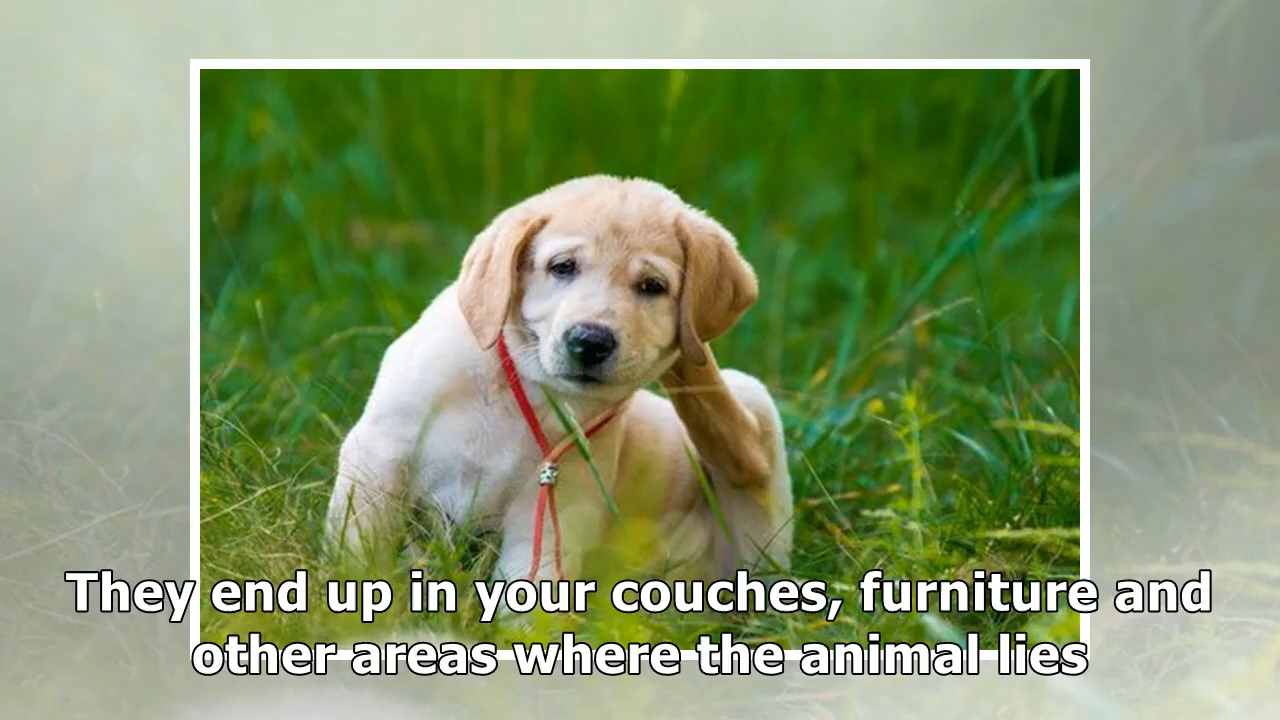 They end up in your couches, furniture and
other areas where the animal lies